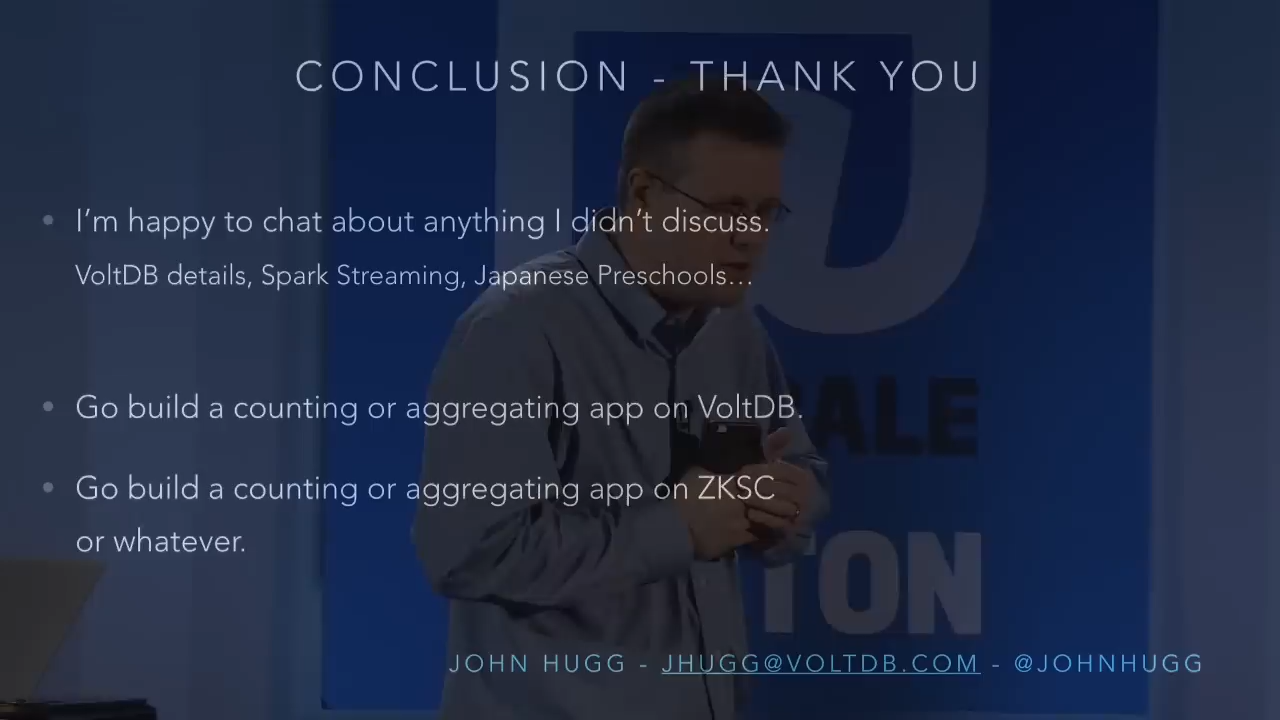 CONCLUSION - THANK YOU
• I'm happy to chat about anything I didn't discuss.
VoltDB details, Spark Streaming, Japanese Preschools…
• Go build a counting or aggregating app on VoltDB.
• Go build a counting or aggregating app on ZKSC
or whatever.
JOHN HUGG - JHUGG@VOLTDB.COM - @JOHNHUGG
ALE
TON